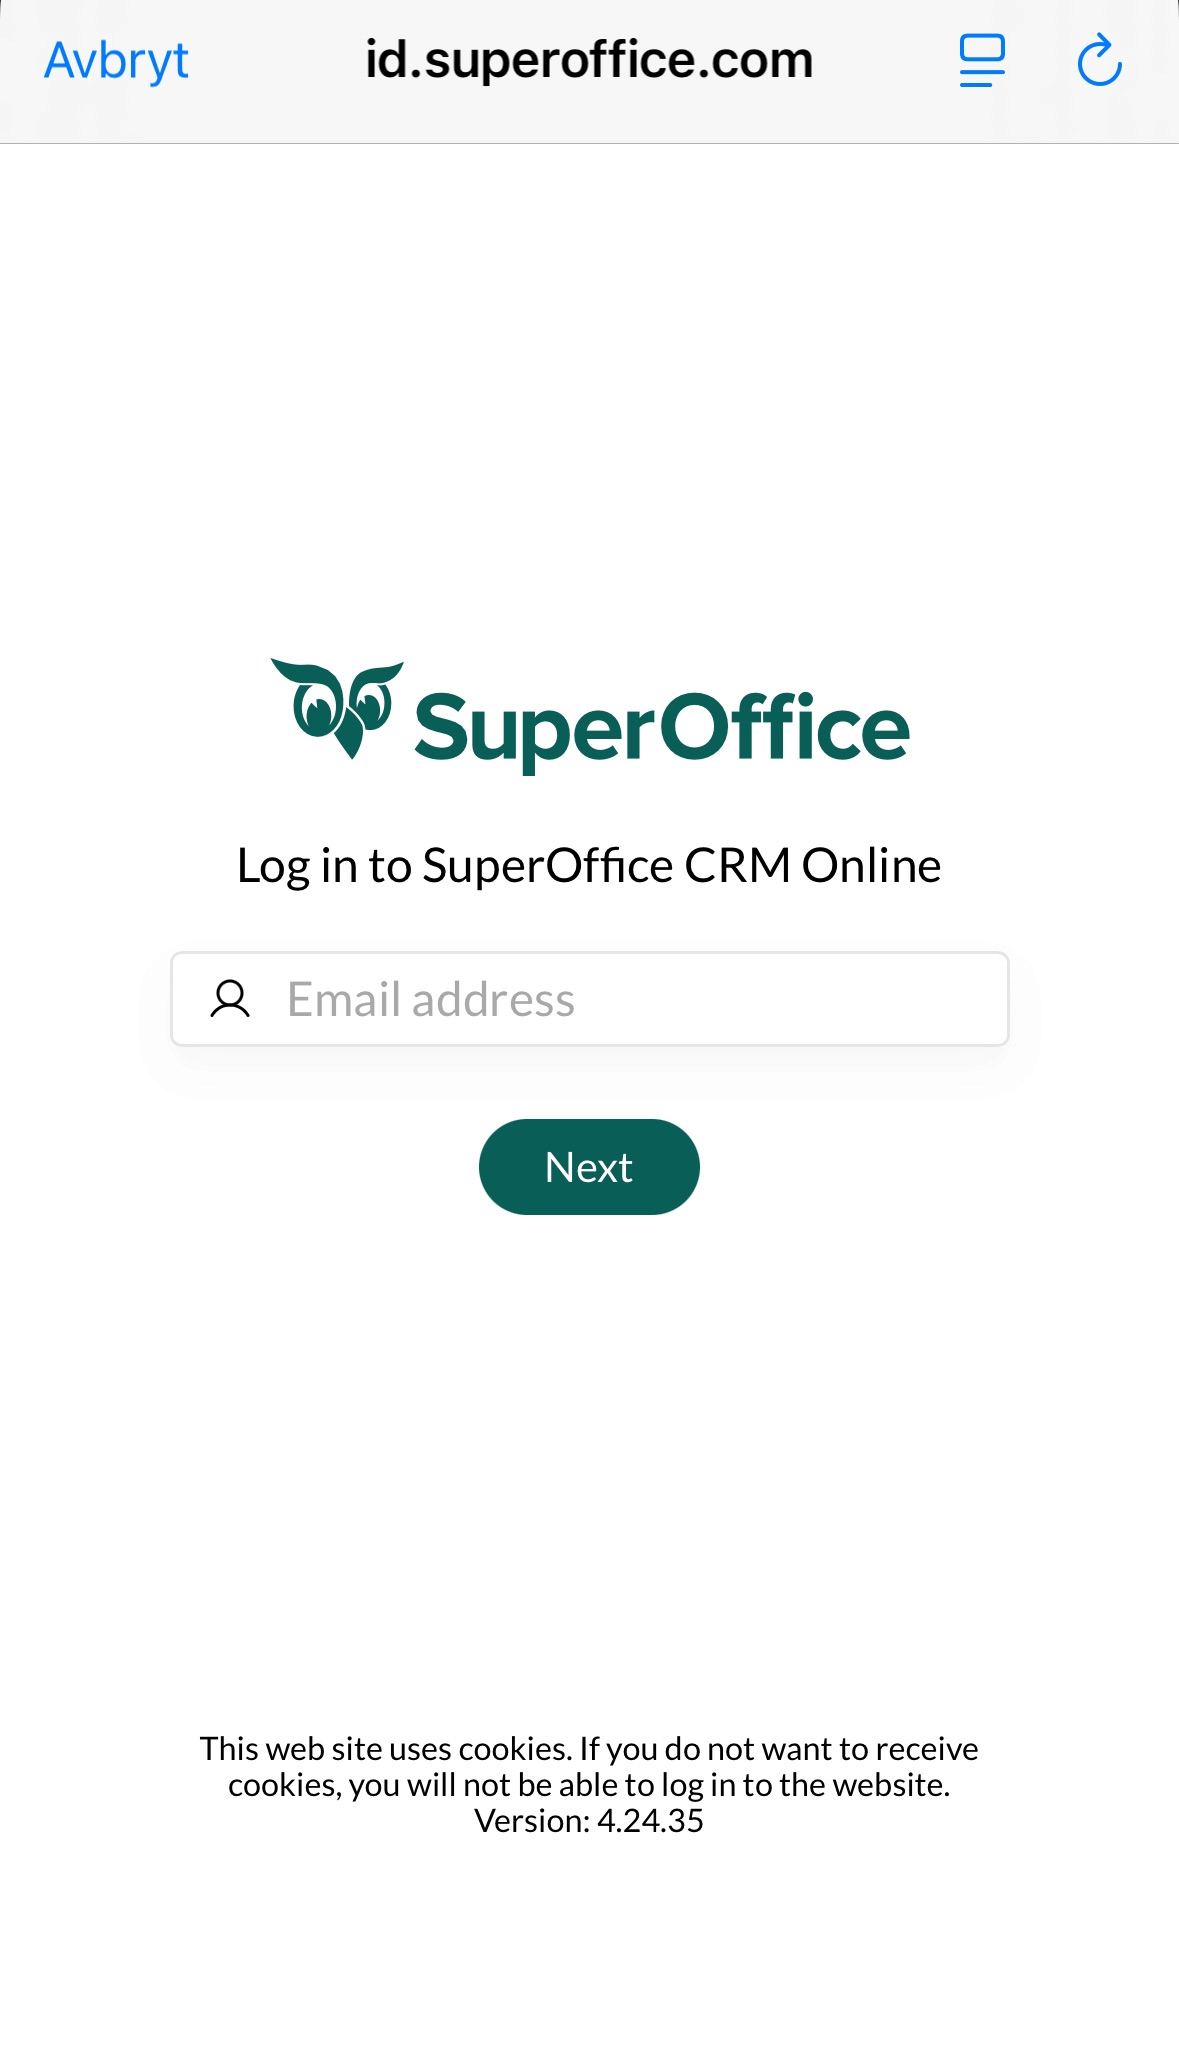 Avbryt
id.superoffice.com
SuperOffice
Log in to SuperOffice CRM Online
Email address
Next
This web site uses cookies. If you do not want to receive
cookies, you will not be able to log in to the website.
Version: 4.24.35